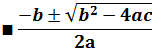 ■ (−b ± √(b² − 4ac)) / 2a